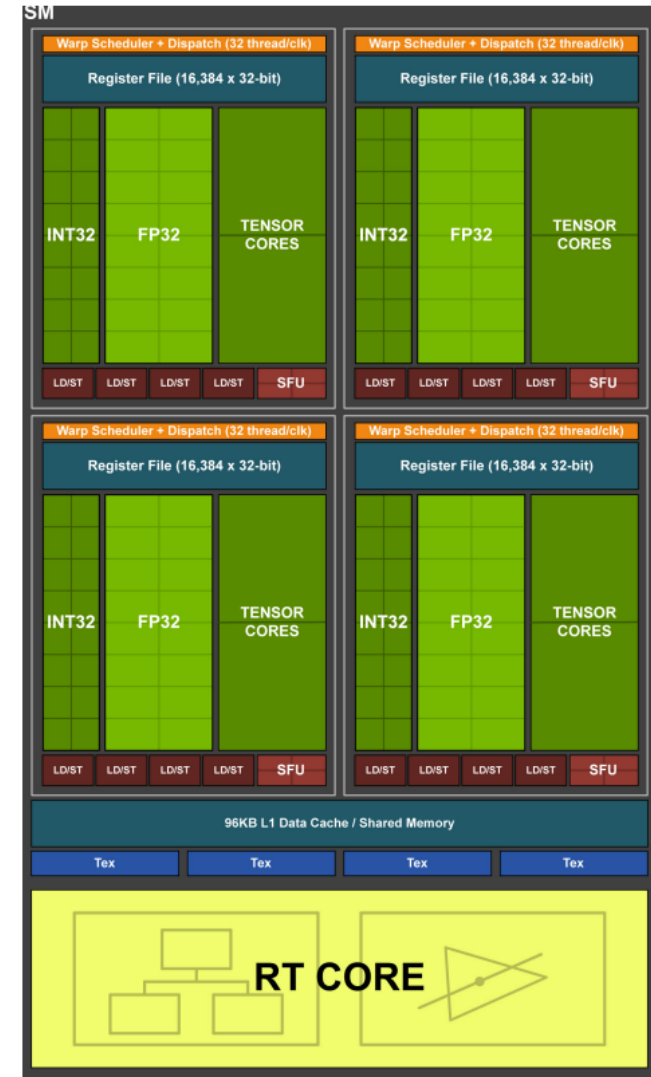 SM
Warp Scheduler + Dispatch (32 thread/clk)
Register File (16,384 x 32-bit)
INT32
FP32
TENSOR
CORES
LD/ST
LD/ST
LD/ST
LD/ST
SFU
Warp Scheduler + Dispatch (32 thread/clk)
Register File (16,384 x 32-bit)
INT32
FP32
TENSOR
CORES
LD/ST
LD/ST
LD/ST
LD/ST
SFU
Warp Scheduler + Dispatch (32 thread/clk)
Register File (16,384 x 32-bit)
INT32
FP32
TENSOR
CORES
LD/ST
LD/ST
LD/ST
LD/ST
SFU
Warp Scheduler + Dispatch (32 thread/clk)
Register File (16,384 x 32-bit)
INT32
FP32
TENSOR
CORES
LD/ST
LD/ST
LD/ST
LD/ST
SFU
96KB L1 Data Cache / Shared Memory
Tex
Tex
Tex
Tex
RT CORE